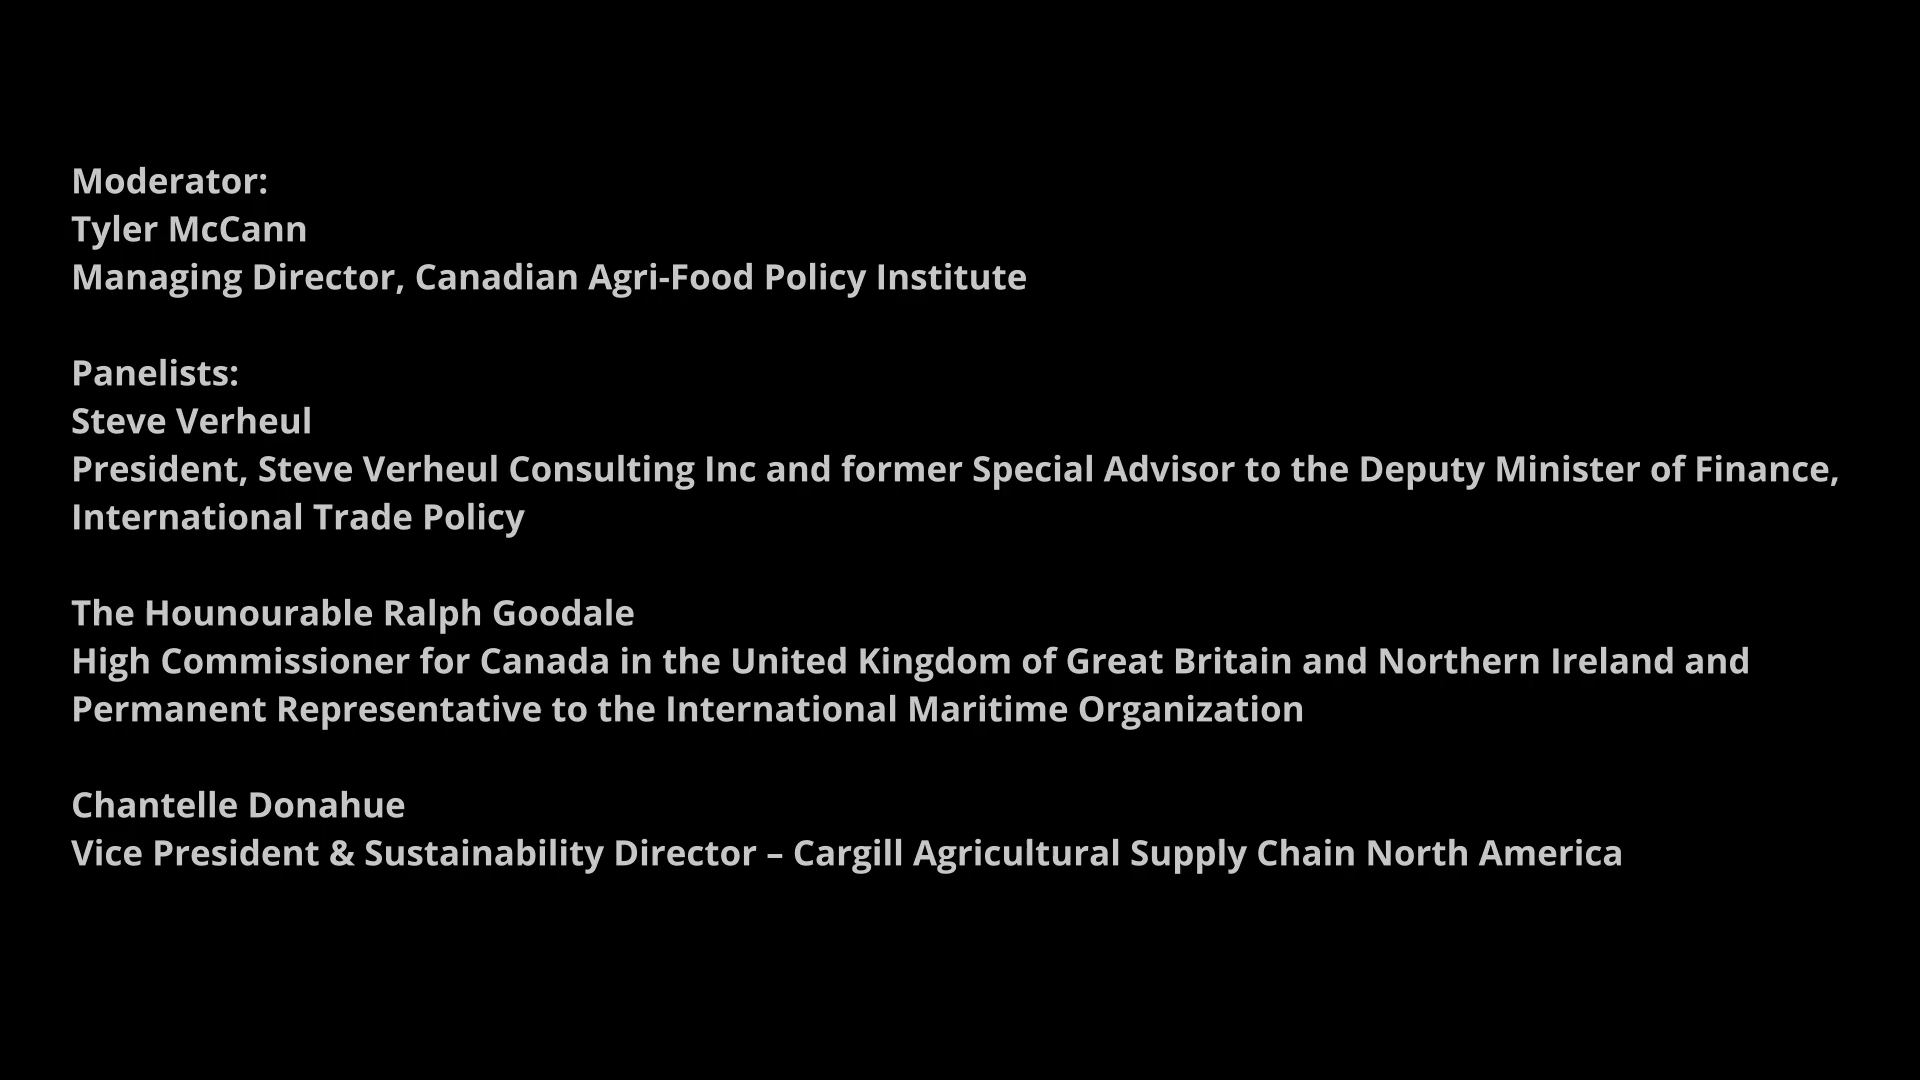 Moderator:
Tyler McCann
Managing Director, Canadian Agri-Food Policy Institute
Panelists:
Steve Verheul
President, Steve Verheul Consulting Inc and former Special Advisor to the Deputy Minister of Finance,
International Trade Policy
The Hounourable Ralph Goodale
High Commissioner for Canada in the United Kingdom of Great Britain and Northern Ireland and
Permanent Representative to the International Maritime Organization
Chantelle Donahue
Vice President & Sustainability Director – Cargill Agricultural Supply Chain North America